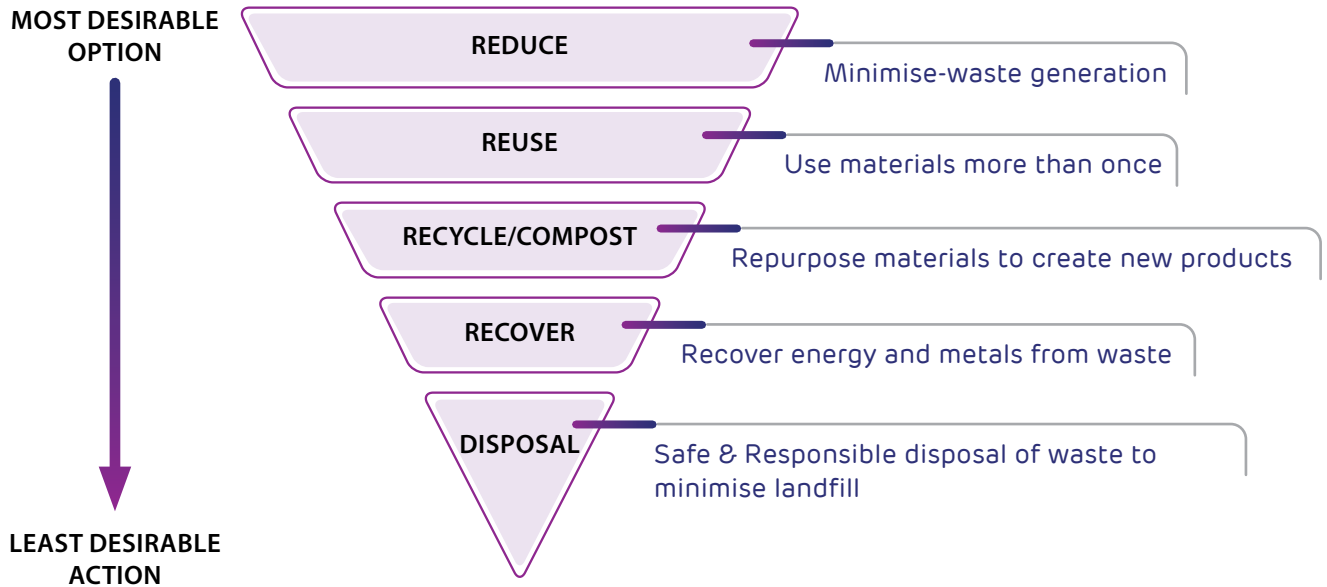 MOST DESIRABLE
OPTION
REDUCE
Minimise-waste generation
REUSE
Use materials more than once
RECYCLE/COMPOST
Repurpose materials to create new products
RECOVER
Recover energy and metals from waste
DISPOSAL
Safe & Responsible disposal of waste to
minimise landfill
LEAST DESIRABLE
ACTION